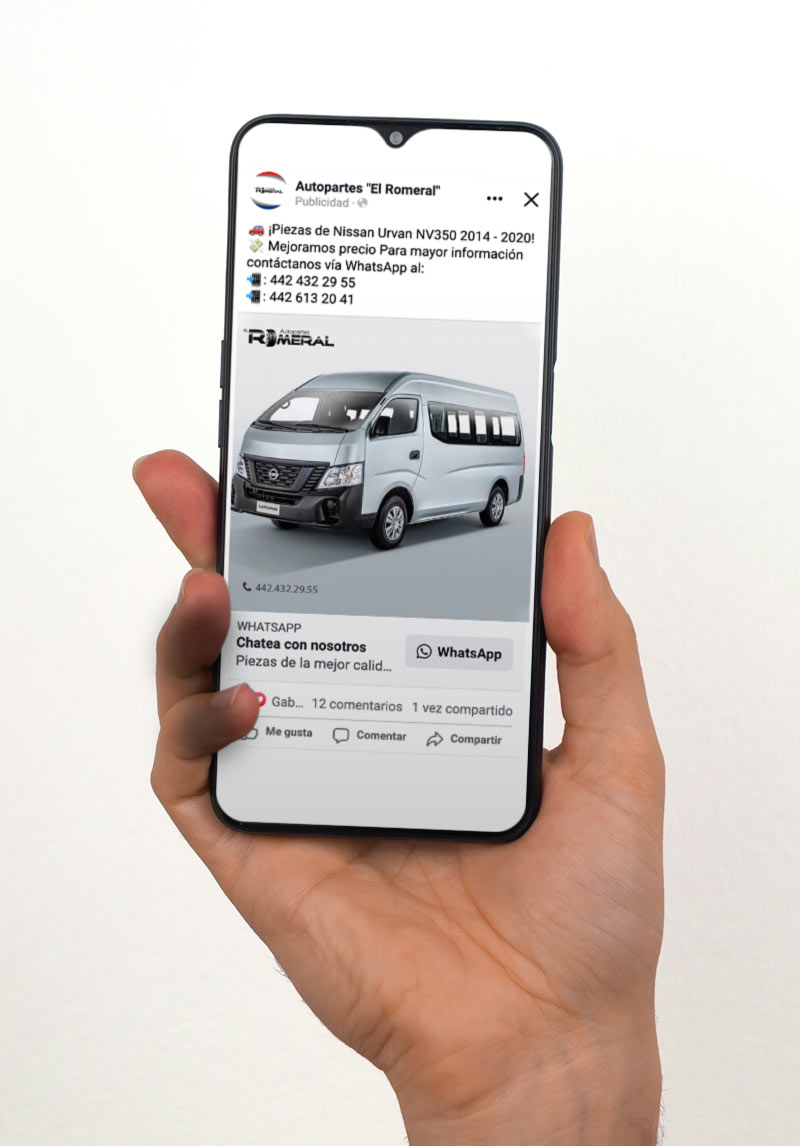 ROMERAL
Autopartes "El Romeral"
Publicidad ·
🚗 ¡Piezas de Nissan Urvan NV350 2014 - 2020!
💸 Mejoramos precio Para mayor información
contáctanos vía WhatsApp al:
📲: 442 432 29 55
📲: 442 613 20 41
Autopartes
ROMERAL
URVAN
442.432.29.55
WHATSAPP
Chatea con nosotros
WhatsApp
Piezas de la mejor calid...
Gab... 12 comentarios 1 vez compartido
Me gusta Comentar Compartir